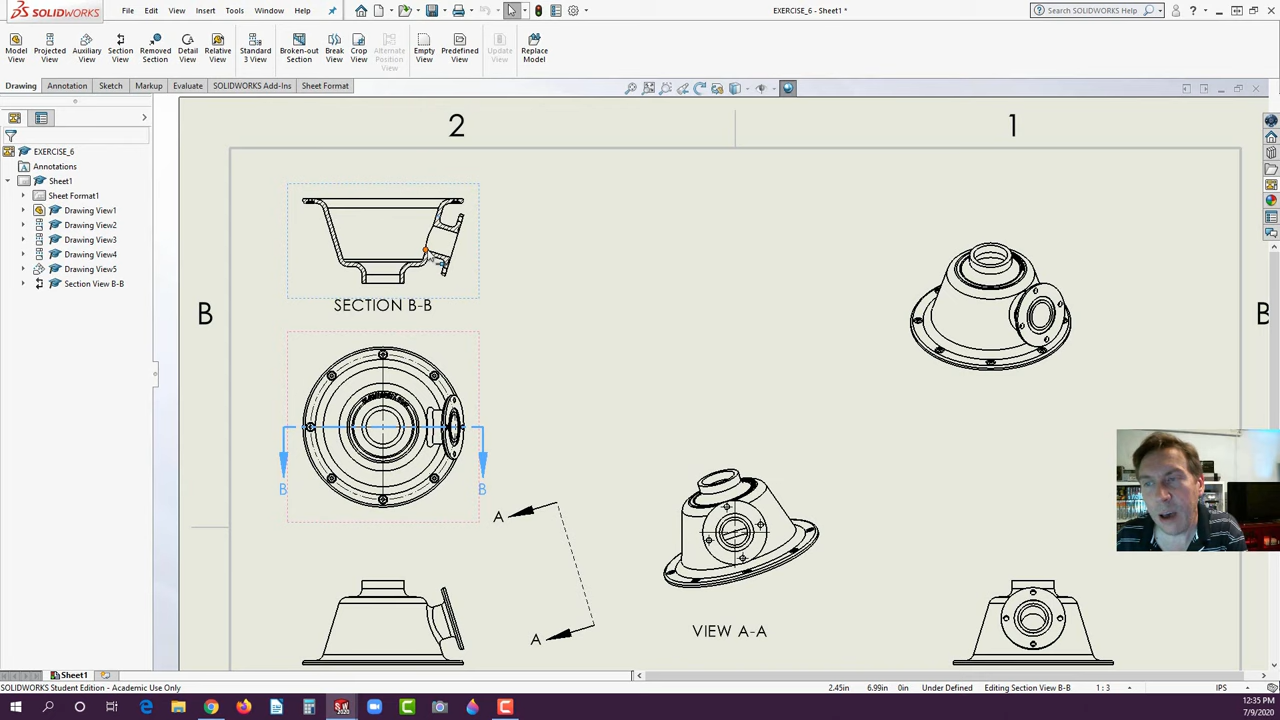 SOLIDWORKS File Edit View Insert Tools Window Help EXERCISE_6 - Sheet1 * Search SOLIDWORKS Help
Model View
Projected View
Auxiliary View
Section View
Removed Section
Detail View
Relative View
Standard 3 View
Broken-out Section
Break View
Crop View
Alternate Position View
Empty View
Predefined View
Update View
Replace Model
Drawing Annotation Sketch Markup Evaluate SOLIDWORKS Add-Ins Sheet Format
EXERCISE_6
Annotations
Sheet1
Sheet Format1
Drawing View1
Drawing View2
Drawing View3
Drawing View4
Drawing View5
Section View B-B
2 1
SECTION B-B
B B
B B
A
A
VIEW A-A
Sheet1
SOLIDWORKS Student Edition - Academic Use Only 2.45in 6.99in 0in Under Defined Editing Section View B-B 1 : 3 IPS
12:35 PM
7/9/2020